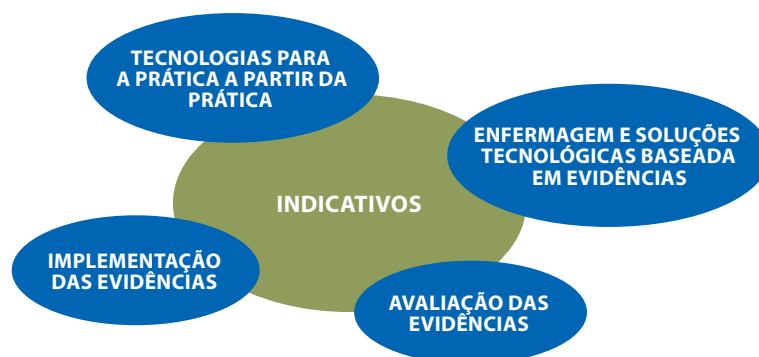 TECNOLOGIAS PARA
A PRÁTICA A PARTIR DA
PRÁTICA
ENFERMAGEM E SOLUÇÕES
TECNOLÓGICAS BASEADA
EM EVIDÊNCIAS
INDICATIVOS
IMPLEMENTAÇÃO
DAS EVIDÊNCIAS
AVALIAÇÃO DAS
EVIDÊNCIAS